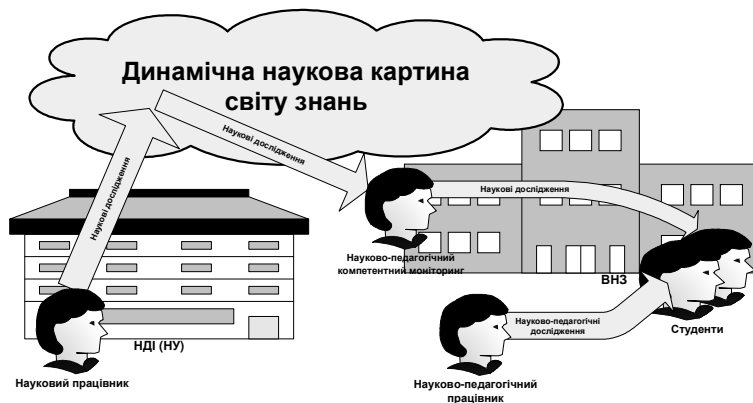 Динамічна наукова картина
світу знань
Наукові дослідження
Наукові дослідження
Наукові дослідження
Науково-педагогічний
компетентний моніторинг
ВНЗ
Науково-педагогічні
дослідження
Студенти
НДІ (НУ)
Науковий працівник
Науково-педагогічний
працівник